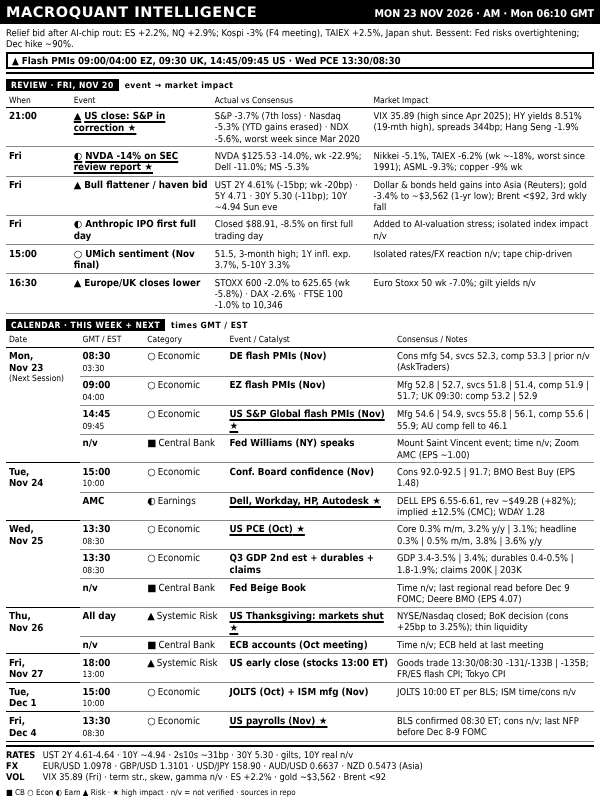 MACROQUANT INTELLIGENCE MON 23 NOV 2026 · AM · Mon 06:10 GMT
Relief bid after AI-chip rout: ES +2.2%, NQ +2.9%; Kospi -3% (F4 meeting), TAIEX +2.5%, Japan shut. Bessent: Fed risks overtightening;
Dec hike ~90%.
▲ Flash PMIs 09:00/04:00 EZ, 09:30 UK, 14:45/09:45 US · Wed PCE 13:30/08:30
REVIEW · FRI, NOV 20 event → market impact
When Event Actual vs Consensus Market Impact
21:00 ▲ US close: S&P in S&P -3.7% (7th loss) · Nasdaq VIX 35.89 (high since Apr 2025); HY yields 8.51%
correction ★ -5.3% (YTD gains erased) · NDX (19-mth high), spreads 344bp; Hang Seng -1.9%
-5.6%, worst week since Mar 2020
Fri ◐ NVDA -14% on SEC NVDA $125.53 -14.0%, wk -22.9%; Nikkei -5.1%, TAIEX -6.2% (wk ~-18%, worst since
review report ★ Dell -11.0%; MS -5.3% 1991); ASML -9.3%; copper -9% wk
Fri ▲ Bull flattener / haven bid UST 2Y 4.61% (-15bp; wk -20bp) · Dollar & bonds held gains into Asia (Reuters); gold
5Y 4.71 · 30Y 5.30 (-11bp); 10Y -3.4% to ~$3,562 (1-yr low); Brent <$92, 3rd wkly
~4.94 Sun eve fall
Fri ◐ Anthropic IPO first full Closed $88.91, -8.5% on first full Added to AI-valuation stress; isolated index impact
day trading day n/v
15:00 ○ UMich sentiment (Nov 51.5, 3-month high; 1Y infl. exp. Isolated rates/FX reaction n/v; tape chip-driven
final) 3.7%, 5-10Y 3.3%
16:30 ▲ Europe/UK closes lower STOXX 600 -2.0% to 625.65 (wk Euro Stoxx 50 wk -7.0%; gilt yields n/v
-5.8%) · DAX -2.6% · FTSE 100
-1.0% to 10,346
CALENDAR · THIS WEEK + NEXT times GMT / EST
Date GMT / EST Category Event / Catalyst Consensus / Notes
Mon, 08:30 ○ Economic DE flash PMIs (Nov) Cons mfg 54, svcs 52.3, comp 53.3 | prior n/v
Nov 23 03:30 (AskTraders)
(Next Session)
09:00 ○ Economic EZ flash PMIs (Nov) Mfg 52.8 | 52.7, svcs 51.8 | 51.4, comp 51.9 |
04:00 51.7; UK 09:30: comp 53.2 | 52.9
14:45 ○ Economic US S&P Global flash PMIs (Nov) Mfg 54.6 | 54.9, svcs 55.8 | 56.1, comp 55.6 |
09:45 ★ 55.9; AU comp fell to 46.1
n/v ■ Central Bank Fed Williams (NY) speaks Mount Saint Vincent event; time n/v; Zoom
AMC (EPS ~1.00)
Tue, 15:00 ○ Economic Conf. Board confidence (Nov) Cons 92.0-92.5 | 91.7; BMO Best Buy (EPS
Nov 24 10:00 1.48)
AMC ◐ Earnings Dell, Workday, HP, Autodesk ★ DELL EPS 6.55-6.61, rev ~$49.2B (+82%);
implied ±12.5% (CMC); WDAY 1.28
Wed, 13:30 ○ Economic US PCE (Oct) ★ Core 0.3% m/m, 3.2% y/y | 3.1%; headline
Nov 25 08:30 0.3% | 0.5% m/m, 3.8% | 3.6% y/y
13:30 ○ Economic Q3 GDP 2nd est + durables + GDP 3.4-3.5% | 3.4%; durables 0.4-0.5% |
08:30 claims 1.8-1.9%; claims 200K | 203K
n/v ■ Central Bank Fed Beige Book Time n/v; last regional read before Dec 9
FOMC; Deere BMO (EPS 4.07)
Thu, All day ▲ Systemic Risk US Thanksgiving: markets shut NYSE/Nasdaq closed; BoK decision (cons
Nov 26 ★ +25bp to 3.25%); thin liquidity
n/v ■ Central Bank ECB accounts (Oct meeting) Time n/v; ECB held at last meeting
Fri, 18:00 ▲ Systemic Risk US early close (stocks 13:00 ET) Goods trade 13:30/08:30 -131/-133B | -135B;
Nov 27 13:00 FR/ES flash CPI; Tokyo CPI
Tue, 15:00 ○ Economic JOLTS (Oct) + ISM mfg (Nov) JOLTS 10:00 ET per BLS; ISM time/cons n/v
Dec 1 10:00
Fri, 13:30 ○ Economic US payrolls (Nov) ★ BLS confirmed 08:30 ET; cons n/v; last NFP
Dec 4 08:30 before Dec 8-9 FOMC
RATES UST 2Y 4.61-4.64 · 10Y ~4.94 · 2s10s ~31bp · 30Y 5.30 · gilts, 10Y real n/v
FX EUR/USD 1.0978 · GBP/USD 1.3101 · USD/JPY 158.90 · AUD/USD 0.6637 · NZD 0.5473 (Asia)
VOL VIX 35.89 (Fri) · term str., skew, gamma n/v · ES +2.2% · gold ~$3,562 · Brent <92
■ CB ○ Econ ◐ Earn ▲ Risk · ★ high impact · n/v = not verified · sources in repo